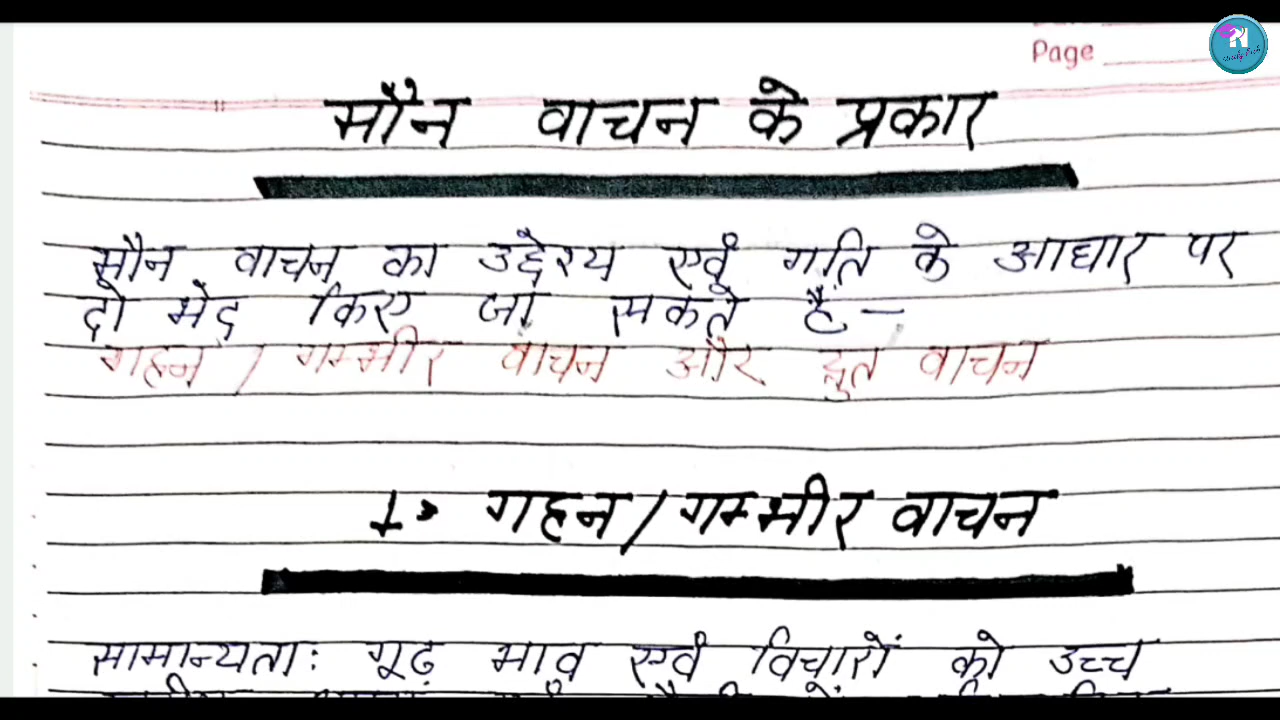 Page
मौन वाचन के प्रकार
मौन वाचन का उद्देश्य एवं गति के आधार पर
दो भेद किए जा सकते हैं -
गहन / गम्भीर वाचन और द्रुत वाचन
1. गहन / गम्भीर वाचन
सामान्यता: गूढ़ भाव एवं विचारों को उच्च